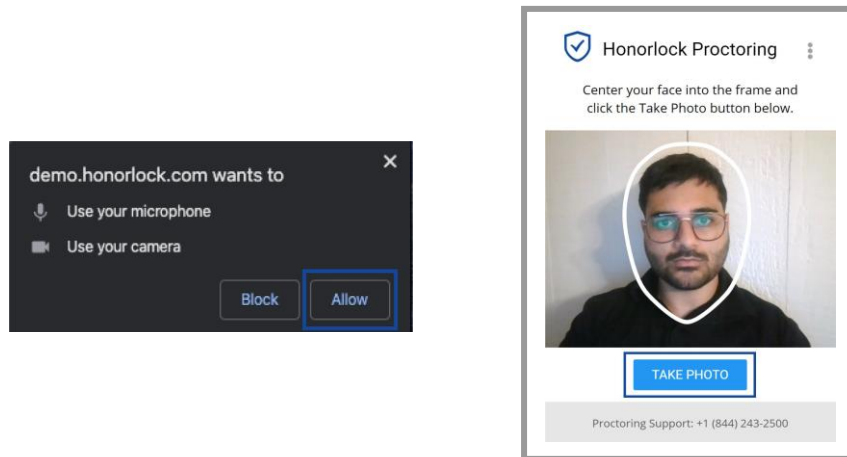 demo.honorlock.com wants to
Use your microphone
Use your camera
Block
Allow
Honorlock Proctoring
Center your face into the frame and
click the Take Photo button below.
TAKE PHOTO
Proctoring Support: +1 (844) 243-2500